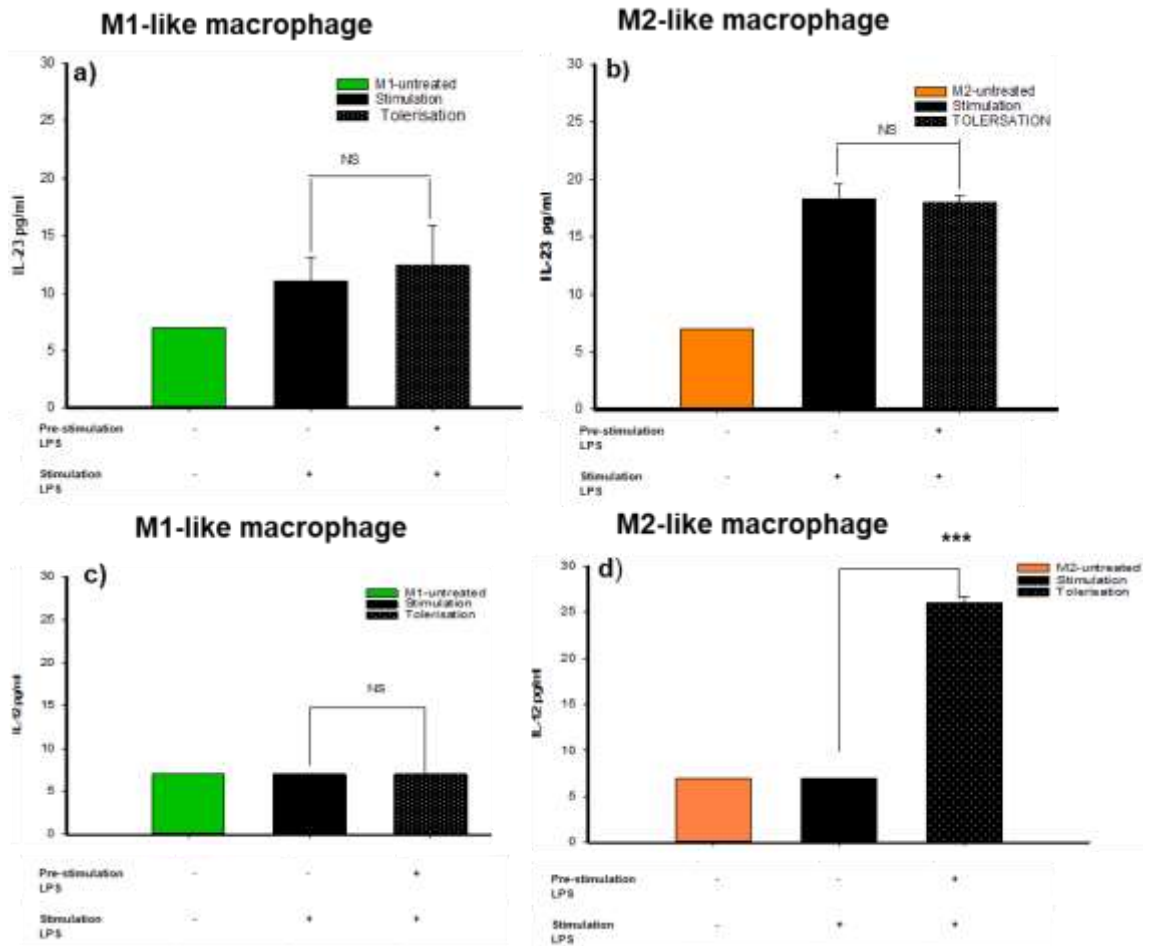 M1-like macrophage
a)
30
25
20
15
10
5
0
IL-23 pg/ml
M1-untreated
Stimulation
Tolerisation
NS
Pre-stimulation - - +
LPS
Stimulation - + +
LPS
M2-like macrophage
b)
30
25
20
15
10
5
0
IL-23 pg/ml
M2-untreated
Stimulation
TOLERSATION
NS
Pre-stimulation - - +
LPS
Stimulation - + +
LPS
M1-like macrophage
c)
30
25
20
15
10
5
0
IL-12 pg/ml
M1-untreated
Stimulation
Tolerisation
NS
Pre-stimulation - - +
LPS
Stimulation - + +
LPS
M2-like macrophage
***
d)
30
25
20
15
10
5
0
IL-12 pg/ml
M2-untreated
Stimulation
Tolerisation
Pre-stimulation - - +
LPS
Stimulation - + +
LPS